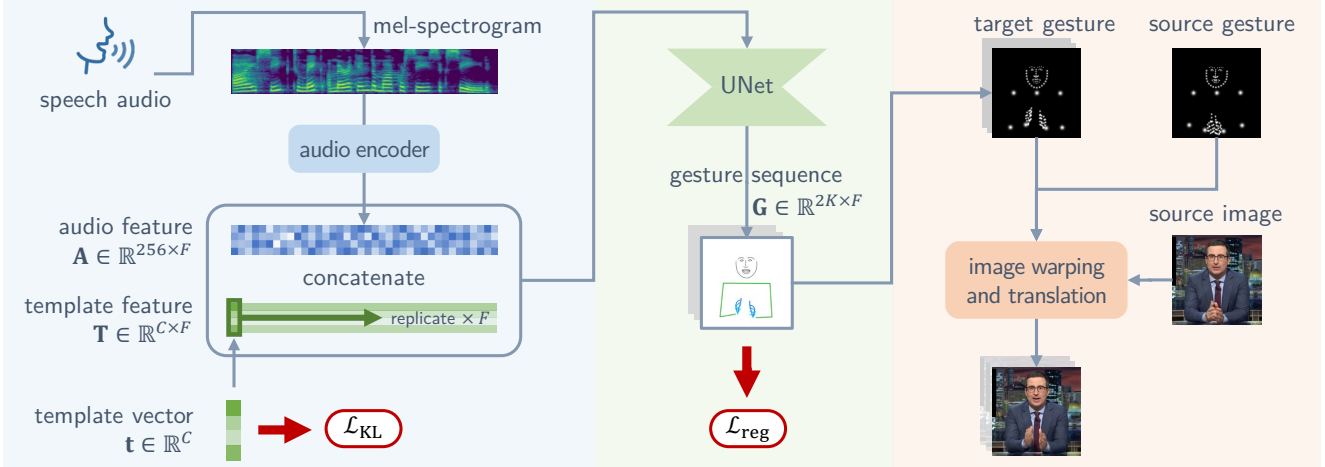 speech audio
mel-spectrogram
audio encoder
audio feature
A ∈ ℝ^{256×F}
concatenate
template feature
T ∈ ℝ^{C×F}
replicate × F
template vector
t ∈ ℝ^C
ℒ_KL
UNet
gesture sequence
G ∈ ℝ^{2K×F}
ℒ_reg
target gesture
source gesture
source image
image warping
and translation